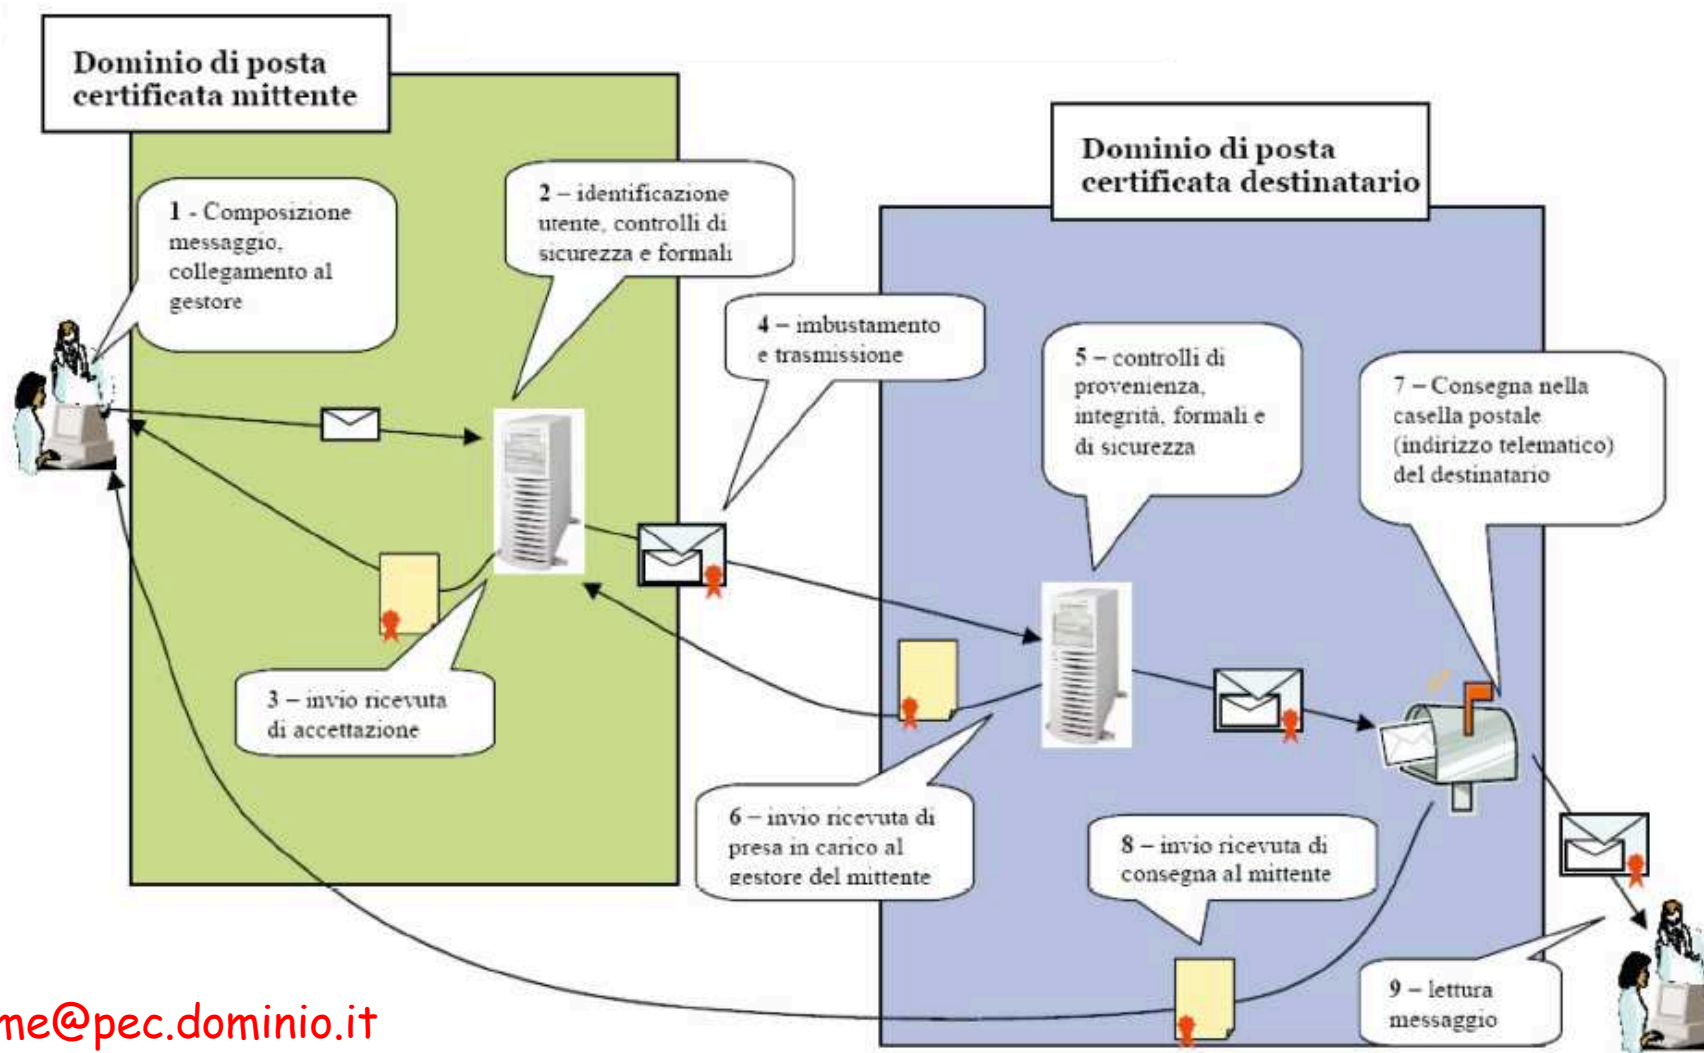 Dominio di posta
certificata mittente
Dominio di posta
certificata destinatario
1 - Composizione
messaggio,
collegamento al
gestore
2 – identificazione
utente, controlli di
sicurezza e formali
4 – imbustamento
e trasmissione
5 – controlli di
provenienza,
integrità, formali e
di sicurezza
7 – Consegna nella
casella postale
(indirizzo telematico)
del destinatario
3 – invio ricevuta
di accettazione
6 – invio ricevuta di
presa in carico al
gestore del mittente
8 – invio ricevuta di
consegna al mittente
9 – lettura
messaggio
me@pec.dominio.it